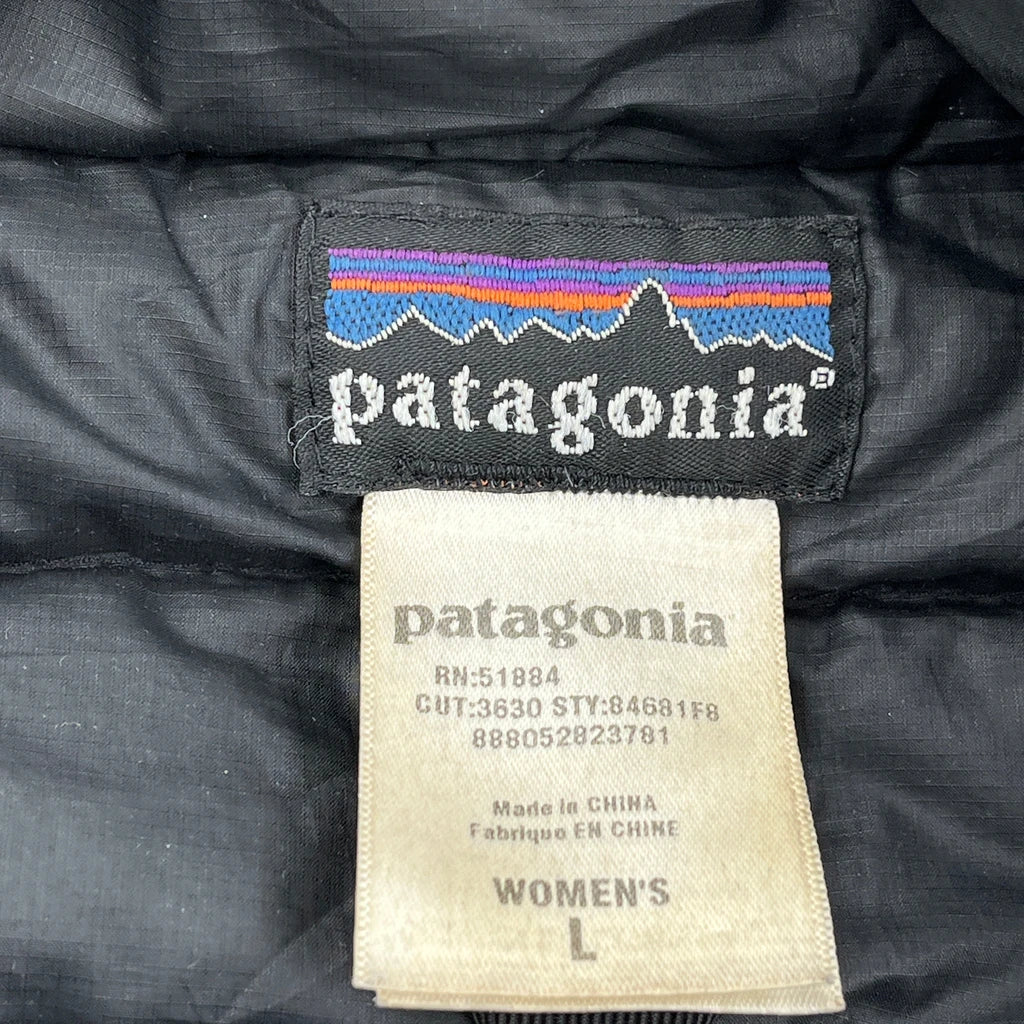 patagonia®
patagonia
RN:51884
CUT:3630 STY:84681F8
888052823781
Made in CHINA
Fabriqué EN CHINE
WOMEN'S
L